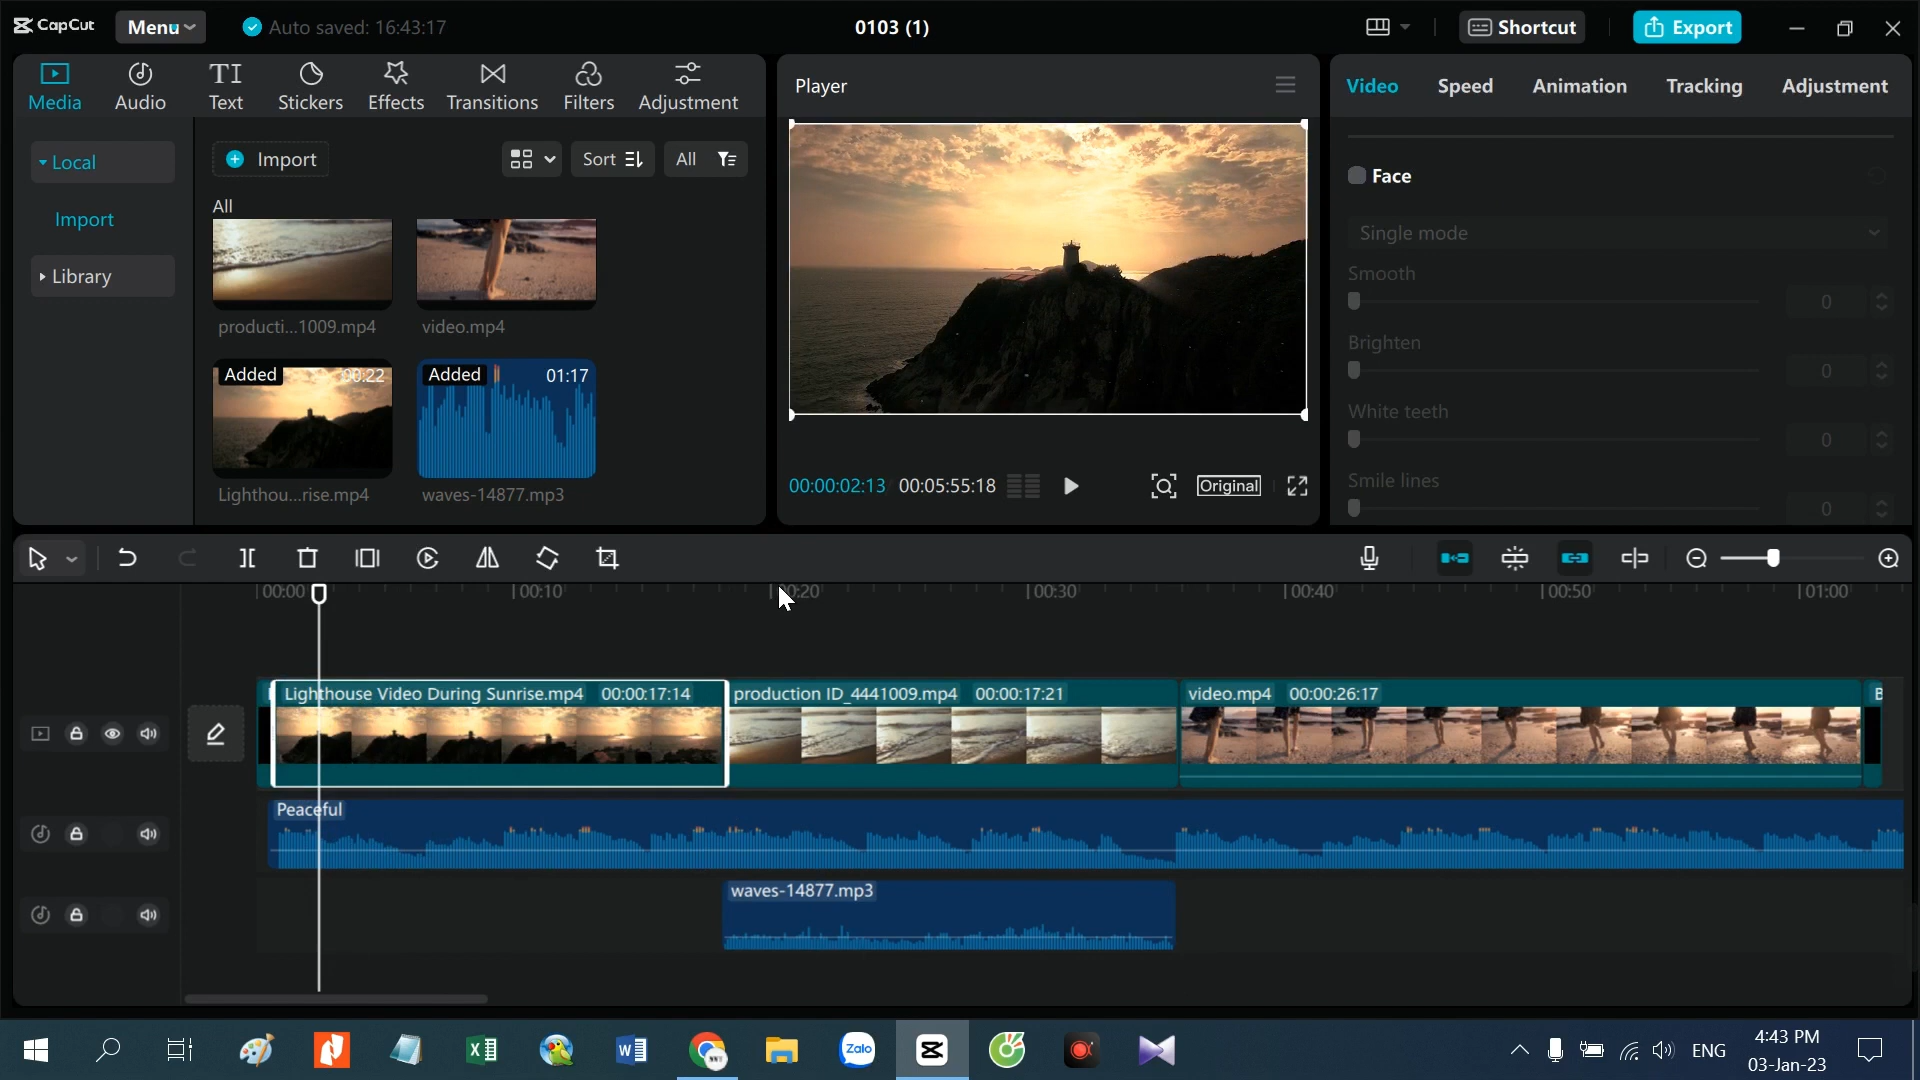 CapCut
Menu
Auto saved: 16:43:17
0103 (1)
Shortcut
Export
Media
Audio
TI
Text
Stickers
Effects
Transitions
Filters
Adjustment
Local
Import
Library
Import
Sort
All
All
producti...1009.mp4
video.mp4
Added
00:22
Added
01:17
Lighthou...rise.mp4
waves-14877.mp3
Player
00:00:02:13
00:05:55:18
Original
Video
Speed
Animation
Tracking
Adjustment
Face
Single mode
Smooth
0
Brighten
0
White teeth
0
Smile lines
0
00:00
00:10
00:20
00:30
00:40
00:50
01:00
Lighthouse Video During Sunrise.mp4 00:00:17:14
production ID_4441009.mp4 00:00:17:21
video.mp4 00:00:26:17
B
Peaceful
waves-14877.mp3
Zalo
ENG
4:43 PM
03-Jan-23